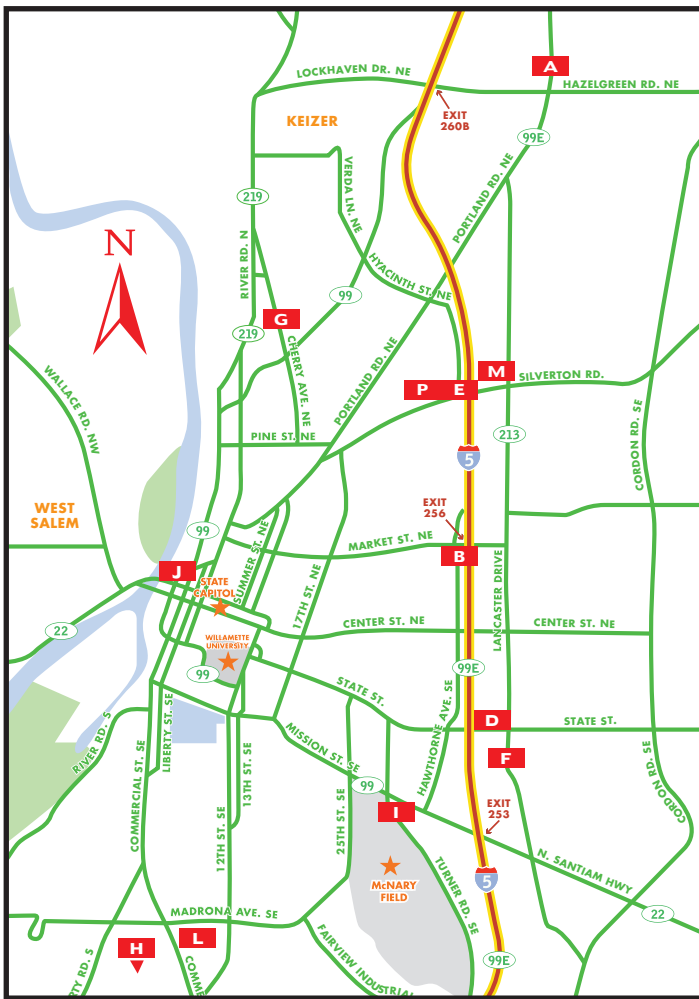 LOCKHAVEN DR. NE
A
HAZELGREEN RD. NE
KEIZER
EXIT
260B
99E
VERDA LN. NE
PORTLAND RD. NE
219
RIVER RD. N
N
HYACINTH ST. NE
99
G
219
CHERRY AVE. NE
PORTLAND RD. NE
WALLACE RD. NW
P
E
M
SILVERTON RD.
CORDON RD. SE
PINE ST. NE
213
5
WEST
SALEM
EXIT
256
99
SUMMER ST. NE
MARKET ST. NE
B
LANCASTER DRIVE
J
STATE
CAPITOL
17TH ST. NE
22
CENTER ST. NE
CENTER ST. NE
WILLAMETTE
UNIVERSITY
99
99E
STATE ST.
HAWTHORNE AVE. SE
D
STATE ST.
RIVER RD. S
LIBERTY ST. SE
COMMERCIAL ST. SE
13TH ST. SE
12TH ST. SE
MISSION ST. SE
F
CORDON RD. SE
99
25TH ST. SE
I
EXIT
253
N. SANTIAM HWY
McNARY
FIELD
TURNER RD. SE
5
22
MADRONA AVE. SE
H
L
RTY RD. S
COMME
FAIRVIEW INDUSTRIAL
99E